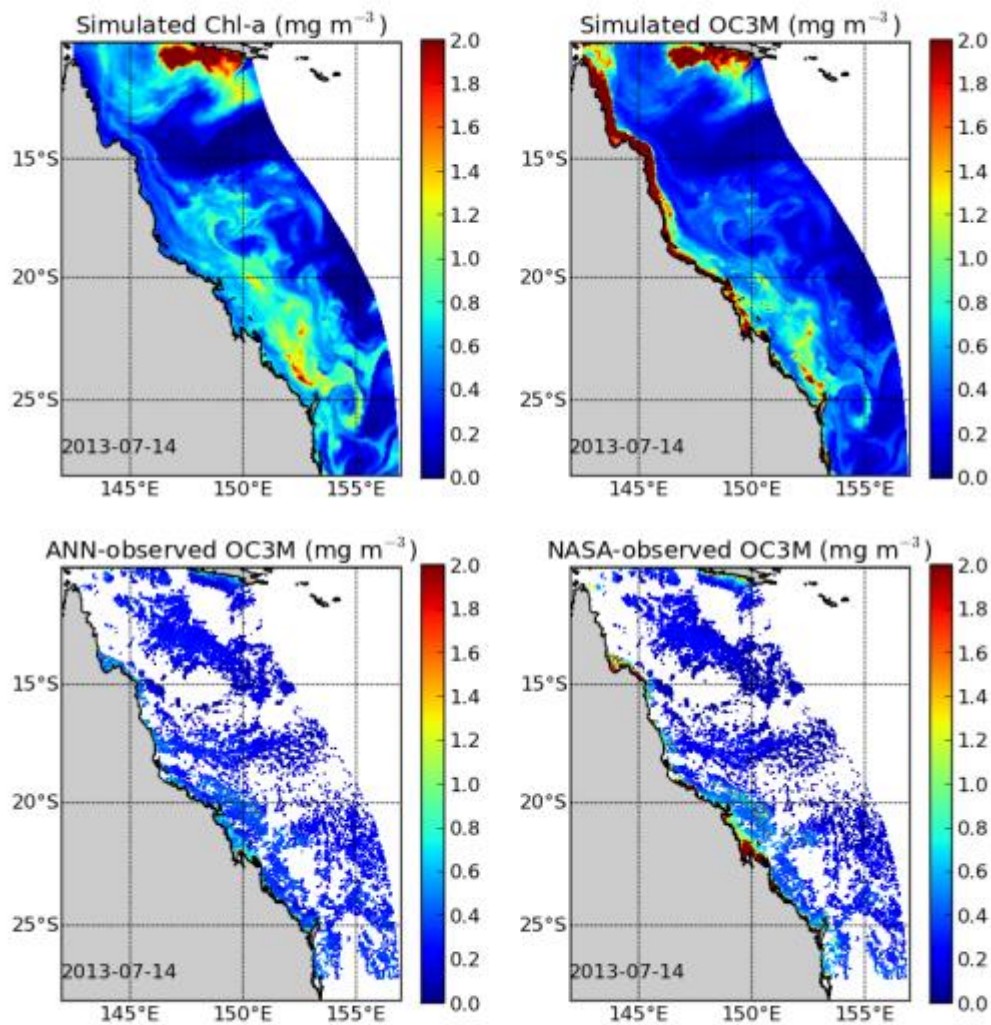 Simulated Chl-a (mg m⁻³)
2.0
1.8
1.6
1.4
1.2
1.0
0.8
0.6
0.4
0.2
0.0
15°S
20°S
25°S
2013-07-14
145°E 150°E 155°E
Simulated OC3M (mg m⁻³)
2.0
1.8
1.6
1.4
1.2
1.0
0.8
0.6
0.4
0.2
0.0
15°S
20°S
25°S
2013-07-14
145°E 150°E 155°E
ANN-observed OC3M (mg m⁻³)
2.0
1.8
1.6
1.4
1.2
1.0
0.8
0.6
0.4
0.2
0.0
15°S
20°S
25°S
2013-07-14
145°E 150°E 155°E
NASA-observed OC3M (mg m⁻³)
2.0
1.8
1.6
1.4
1.2
1.0
0.8
0.6
0.4
0.2
0.0
15°S
20°S
25°S
2013-07-14
145°E 150°E 155°E